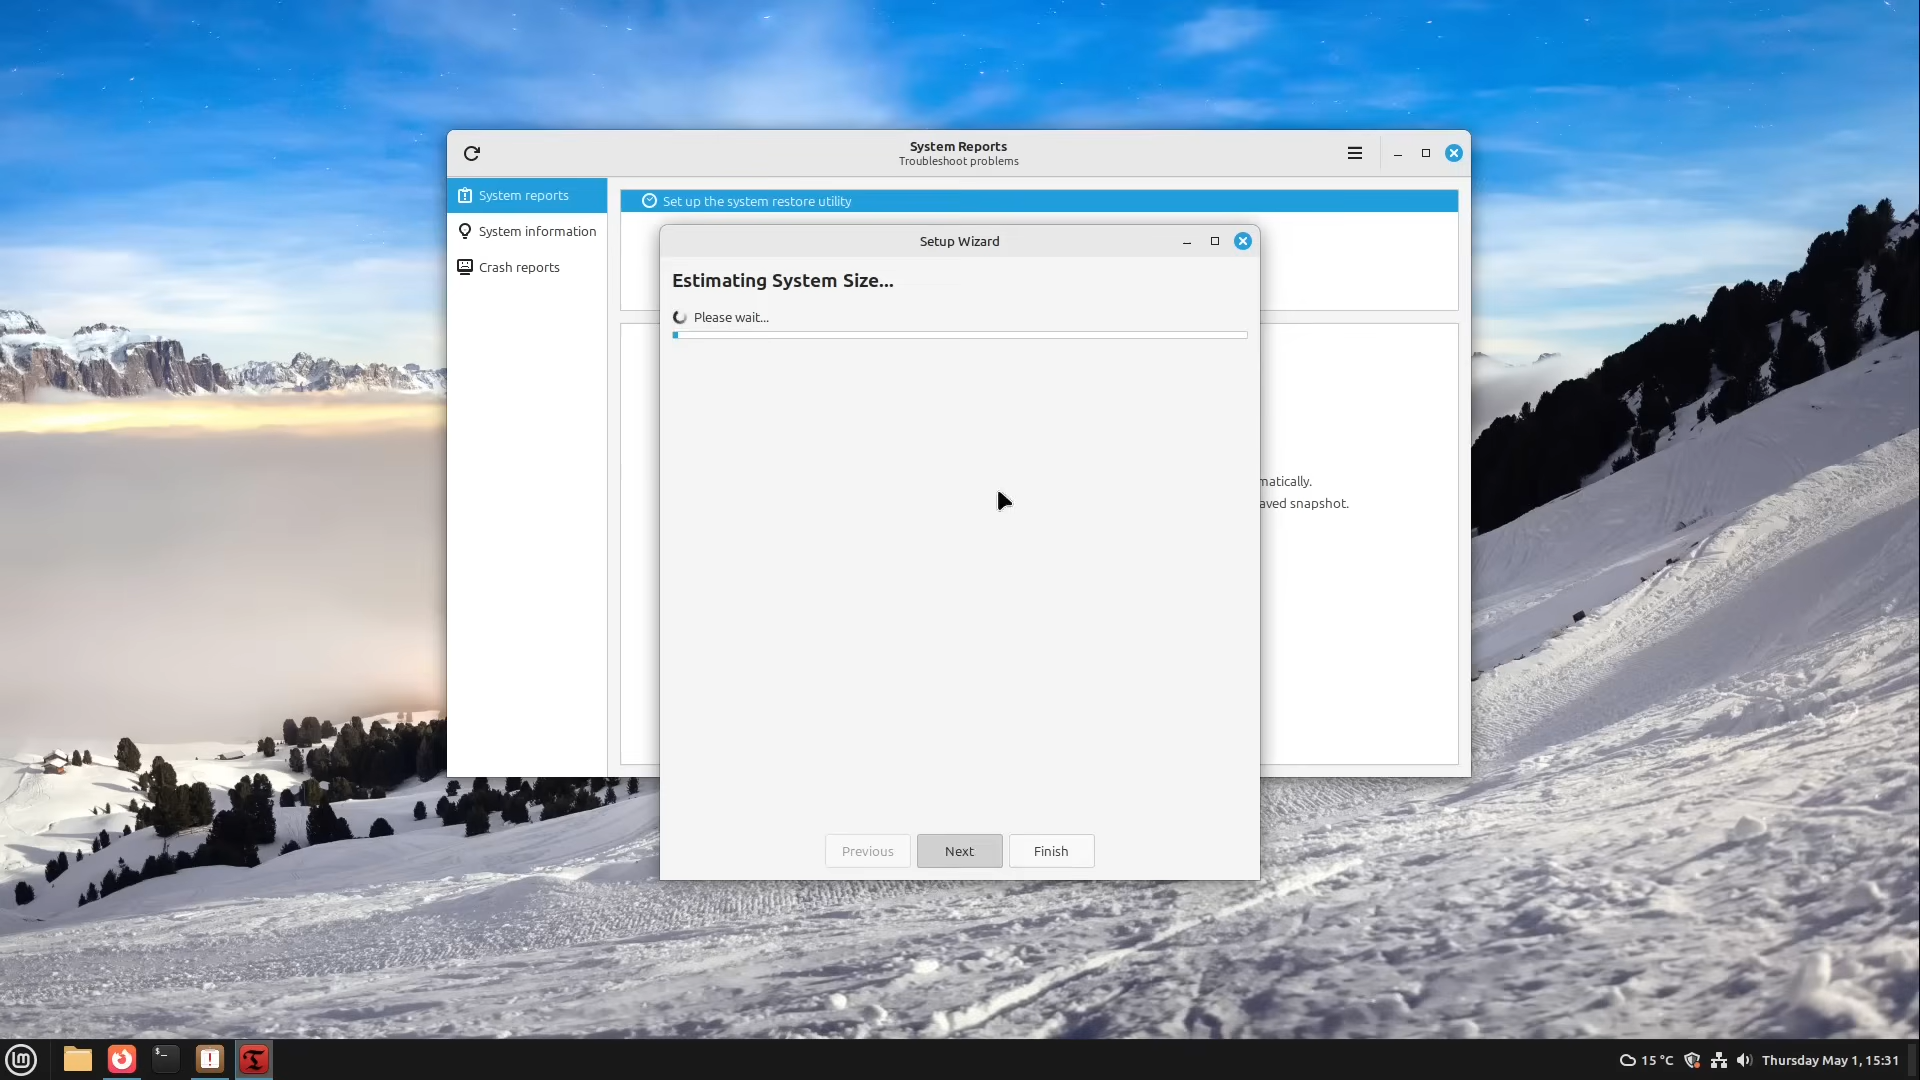 System Reports
Troubleshoot problems
System reports
System information
Crash reports
Set up the system restore utility
Setup Wizard
Estimating System Size...
Please wait...
matically.
aved snapshot.
Previous
Next
Finish
15 °C
Thursday May 1, 15:31